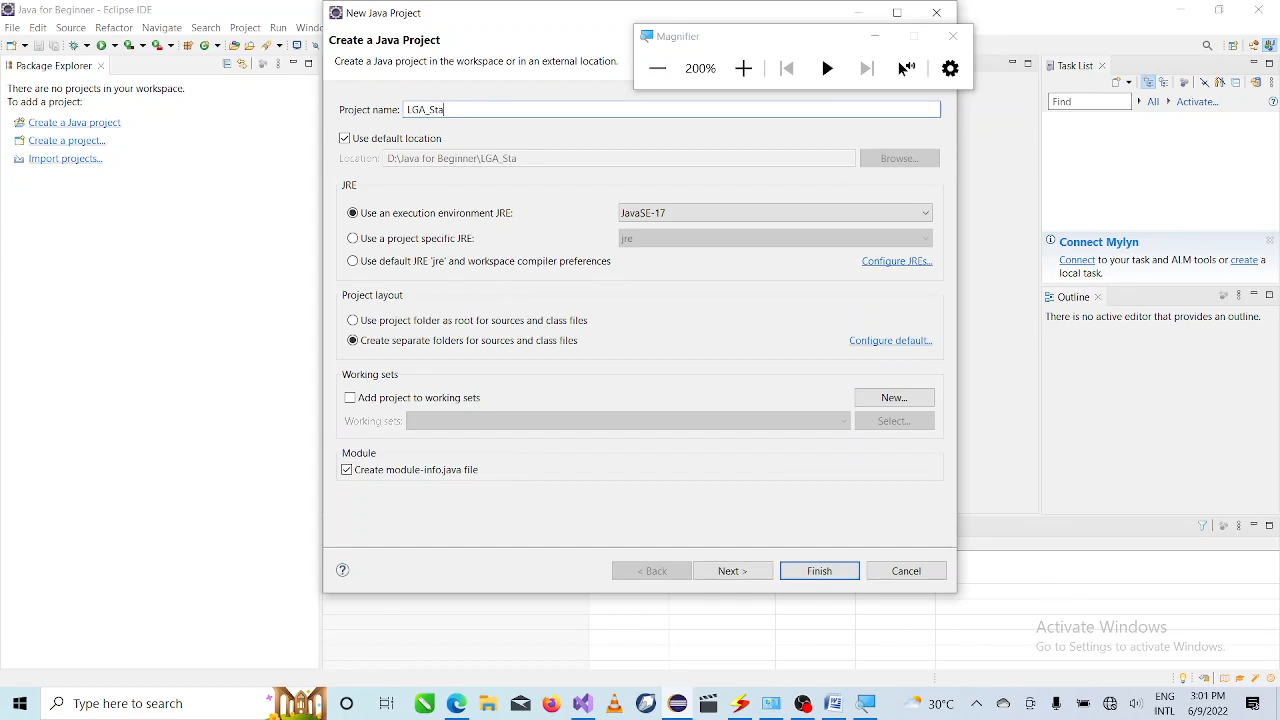 Java for Beginner - Eclipse IDE
File Edit Source Refactor Navigate Search Project Run Windo
Package Explorer
There are no projects in your workspace.
To add a project:
Create a Java project
Create a project...
Import projects...
New Java Project
Create a Java Project
Create a Java project in the workspace or in an external location.
Magnifier
200%
Project name: LGA_Sta
Use default location
Location: D:\Java for Beginner\LGA_Sta
Browse...
JRE
Use an execution environment JRE: JavaSE-17
Use a project specific JRE: jre
Use default JRE 'jre' and workspace compiler preferences Configure JREs...
Project layout
Use project folder as root for sources and class files
Create separate folders for sources and class files Configure default...
Working sets
Add project to working sets New...
Working sets: Select...
Module
Create module-info.java file
< Back Next > Finish Cancel
Task List
Find All Activate...
Connect Mylyn
Connect to your task and ALM tools or create a
local task.
Outline
There is no active editor that provides an outline.
Activate Windows
Go to Settings to activate Windows.
Type here to search
30°C
ENG
INTL
3:01 PM
6/9/2022